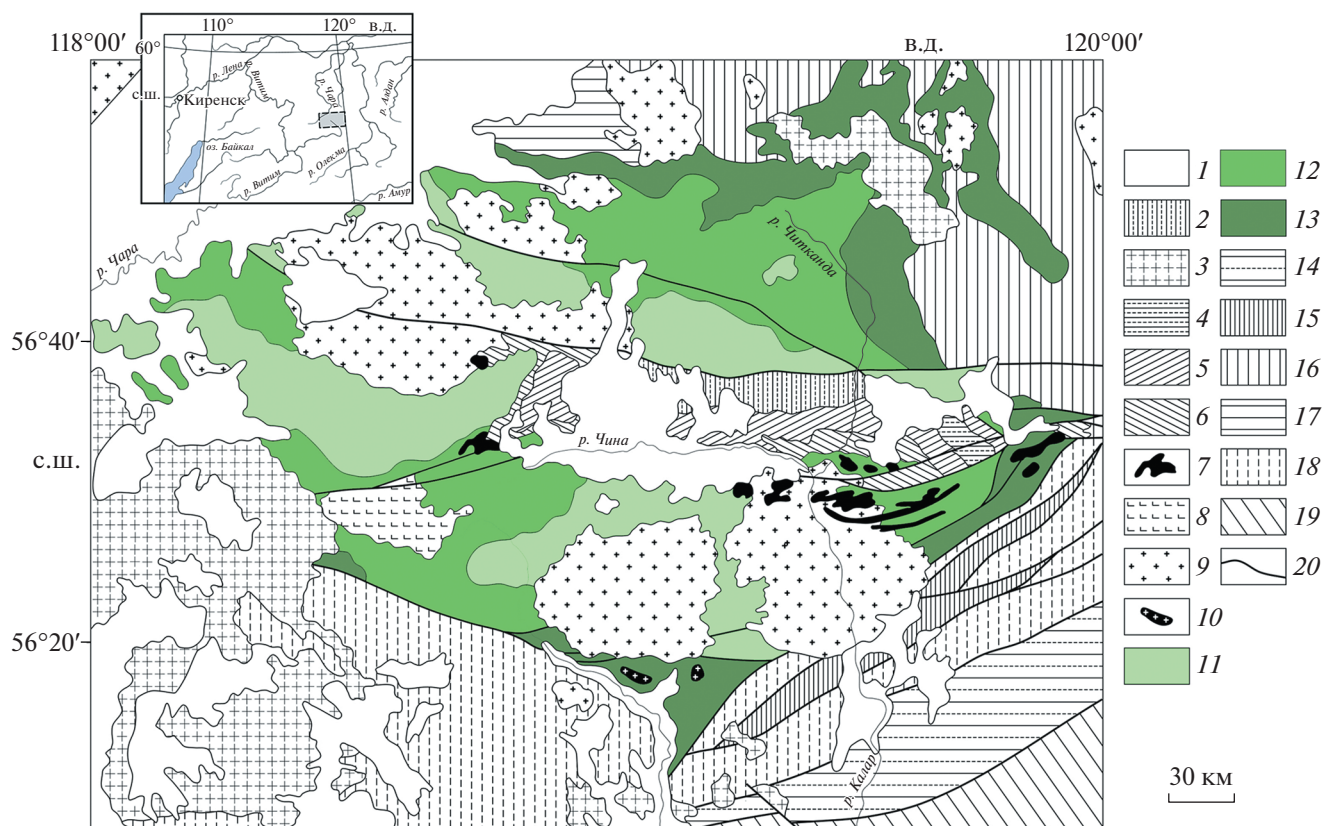 110°
120°
в.д.
60°
с.ш.
р. Лена
Витим
р. Чара
р. Алдан
Киренск
оз. Байкал
р. Витим
р. Олекма
р. Амур
118°00′
в.д.
120°00′
р. Чара
р. Читканда
56°40′
р. Чина
с.ш.
56°20′
р. Калар
1
2
3
4
5
6
7
8
9
10
11
12
13
14
15
16
17
18
19
20
30 км